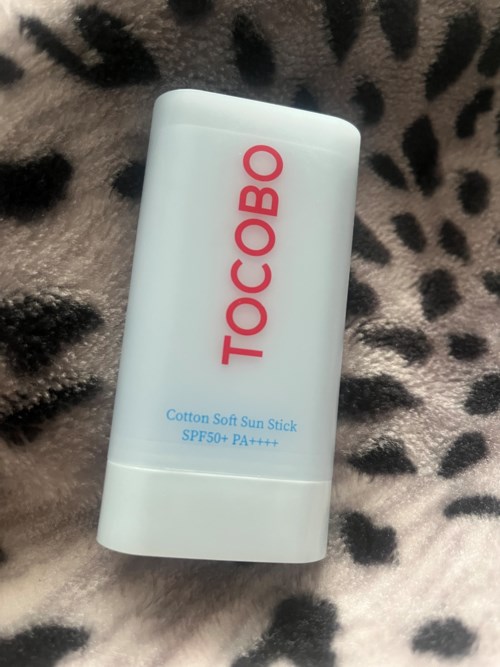 TOCOBO
Cotton Soft Sun Stick
SPF50+ PA++++